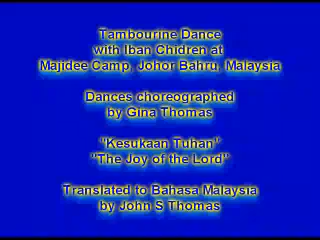 Tambourine Dance
with Iban Chidren at
Majidee Camp, Johor Bahru, Malaysia
Dances choreographed
by Gina Thomas
"Kesukaan Tuhan"
"The Joy of the Lord"
Translated to Bahasa Malaysia
by John S Thomas